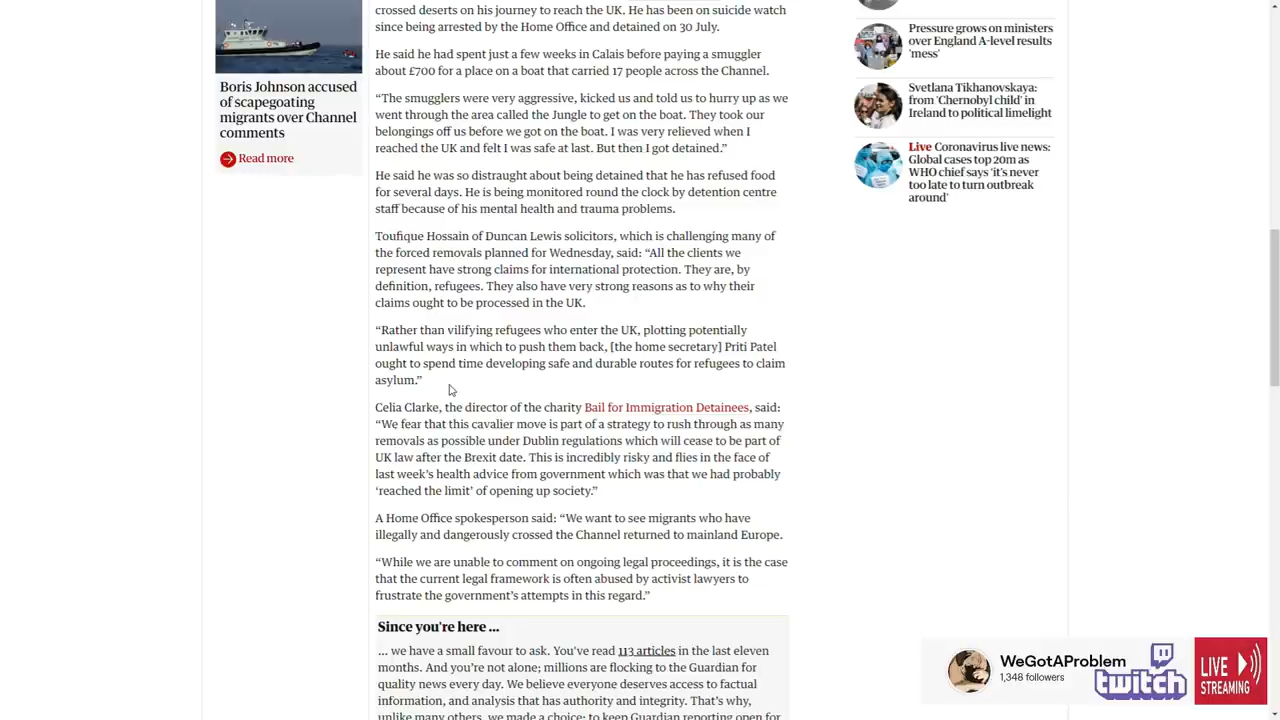 crossed deserts on his journey to reach the UK. He has been on suicide watch
since being arrested by the Home Office and detained on 30 July.
He said he had spent just a few weeks in Calais before paying a smuggler
about £700 for a place on a boat that carried 17 people across the Channel.
“The smugglers were very aggressive, kicked us and told us to hurry up as we
went through the area called the Jungle to get on the boat. They took our
belongings off us before we got on the boat. I was very relieved when I
reached the UK and felt I was safe at last. But then I got detained.”
He said he was so distraught about being detained that he has refused food
for several days. He is being monitored round the clock by detention centre
staff because of his mental health and trauma problems.
Toufique Hossain of Duncan Lewis solicitors, which is challenging many of
the forced removals planned for Wednesday, said: “All the clients we
represent have strong claims for international protection. They are, by
definition, refugees. They also have very strong reasons as to why their
claims ought to be processed in the UK.
“Rather than vilifying refugees who enter the UK, plotting potentially
unlawful ways in which to push them back, [the home secretary] Priti Patel
ought to spend time developing safe and durable routes for refugees to claim
asylum.”
Celia Clarke, the director of the charity Bail for Immigration Detainees, said:
“We fear that this cavalier move is part of a strategy to rush through as many
removals as possible under Dublin regulations which will cease to be part of
UK law after the Brexit date. This is incredibly risky and flies in the face of
last week’s health advice from government which was that we had probably
‘reached the limit’ of opening up society.”
A Home Office spokesperson said: “We want to see migrants who have
illegally and dangerously crossed the Channel returned to mainland Europe.
“While we are unable to comment on ongoing legal proceedings, it is the case
that the current legal framework is often abused by activist lawyers to
frustrate the government’s attempts in this regard.”
Since you're here ...
... we have a small favour to ask. You’ve read 113 articles in the last eleven
months. And you’re not alone; millions are flocking to the Guardian for
quality news every day. We believe everyone deserves access to factual
information, and analysis that has authority and integrity. That’s why,
unlike many others, we made a choice: to keep Guardian reporting open for
Boris Johnson accused
of scapegoating
migrants over Channel
comments
Read more
Pressure grows on ministers
over England A-level results
‘mess’
Svetlana Tikhanovskaya:
from ‘Chernobyl child’ in
Ireland to political limelight
Live Coronavirus live news:
Global cases top 20m as
WHO chief says ‘it’s never
too late to turn outbreak
around’
WeGotAProblem
1,348 followers
twitch
LIVE
STREAMING